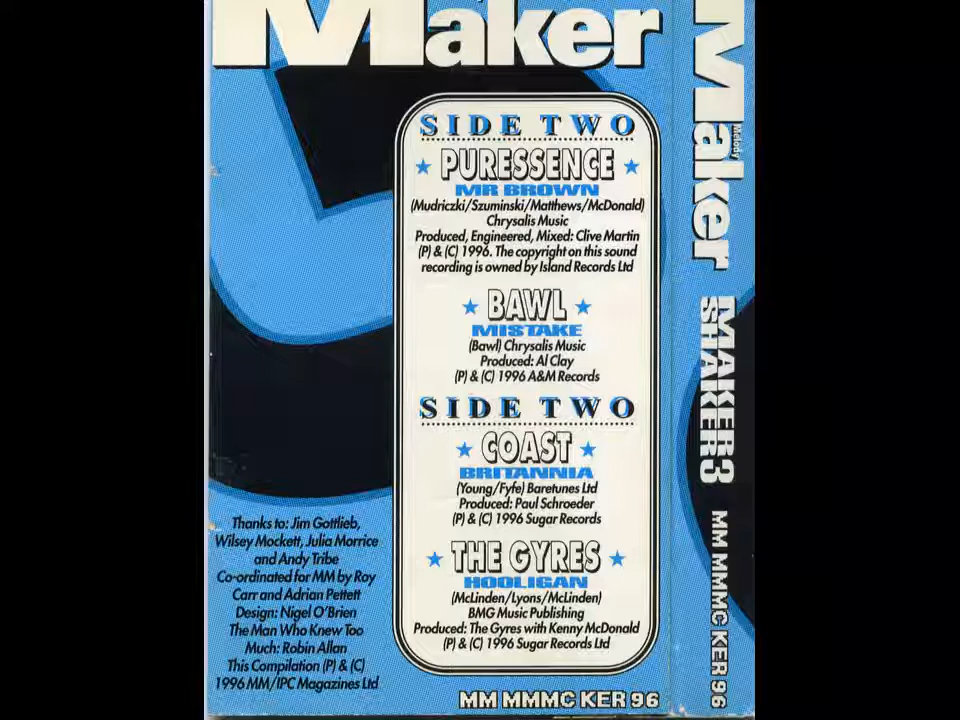 Maker
SIDE TWO
PURESSENCE
MR BROWN
(Mudriczki/Szuminski/Matthews/McDonald)
Chrysalis Music
Produced, Engineered, Mixed: Clive Martin
(P) & (C) 1996. The copyright on this sound
recording is owned by Island Records Ltd
BAWL
MISTAKE
(Bawl) Chrysalis Music
Produced: Al Clay
(P) & (C) 1996 A&M Records
SIDE TWO
COAST
BRITANNIA
(Young/Fyfe) Baretunes Ltd
Produced: Paul Schroeder
(P) & (C) 1996 Sugar Records
THE GYRES
HOOLIGAN
(McLinden/Lyons/McLinden)
BMG Music Publishing
Produced: The Gyres with Kenny McDonald
(P) & (C) 1996 Sugar Records Ltd
Thanks to: Jim Gottlieb,
Wilsey Mockett, Julia Morrice
and Andy Tribe
Co-ordinated for MM by Roy
Carr and Adrian Pettett
Design: Nigel O'Brien
The Man Who Knew Too
Much: Robin Allan
This Compilation (P) & (C)
1996 MM/IPC Magazines Ltd
MM MMMC KER 96
Melody
Maker
MAKER
SHAKER3
MM MMMC KER 96